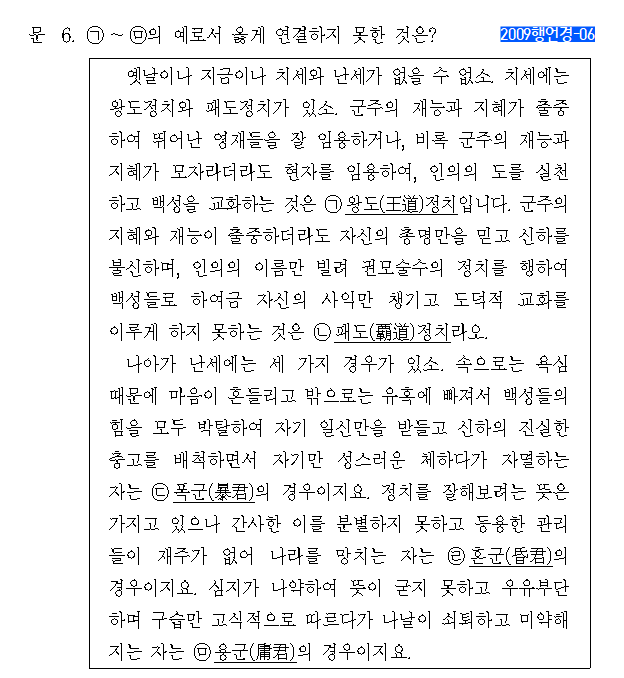 문 6. ㉠~㉤의 예로서 옳게 연결하지 못한 것은? 2009행언경-06
옛날이나 지금이나 치세와 난세가 없을 수 없소. 치세에는
왕도정치와 패도정치가 있소. 군주의 재능과 지혜가 출중
하여 뛰어난 영재들을 잘 임용하거나, 비록 군주의 재능과
지혜가 모자라더라도 현자를 임용하여, 인의의 도를 실천
하고 백성을 교화하는 것은 ㉠왕도(王道)정치입니다. 군주의
지혜와 재능이 출중하더라도 자신의 총명만을 믿고 신하를
불신하며, 인의의 이름만 빌려 권모술수의 정치를 행하여
백성들로 하여금 자신의 사익만 챙기고 도덕적 교화를
이루게 하지 못하는 것은 ㉡패도(覇道)정치라오.
나아가 난세에는 세 가지 경우가 있소. 속으로는 욕심
때문에 마음이 흔들리고 밖으로는 유혹에 빠져서 백성들의
힘을 모두 박탈하여 자기 일신만을 받들고 신하의 진실한
충고를 배척하면서 자기만 성스러운 체하다가 자멸하는
자는 ㉢폭군(暴君)의 경우이지요. 정치를 잘해보려는 뜻은
가지고 있으나 간사한 이를 분별하지 못하고 등용한 관리
들이 재주가 없어 나라를 망치는 자는 ㉣혼군(昏君)의
경우이지요. 심지가 나약하여 뜻이 굳지 못하고 우유부단
하며 구습만 고식적으로 따르다가 나날이 쇠퇴하고 미약해
지는 자는 ㉤용군(庸君)의 경우이지요.